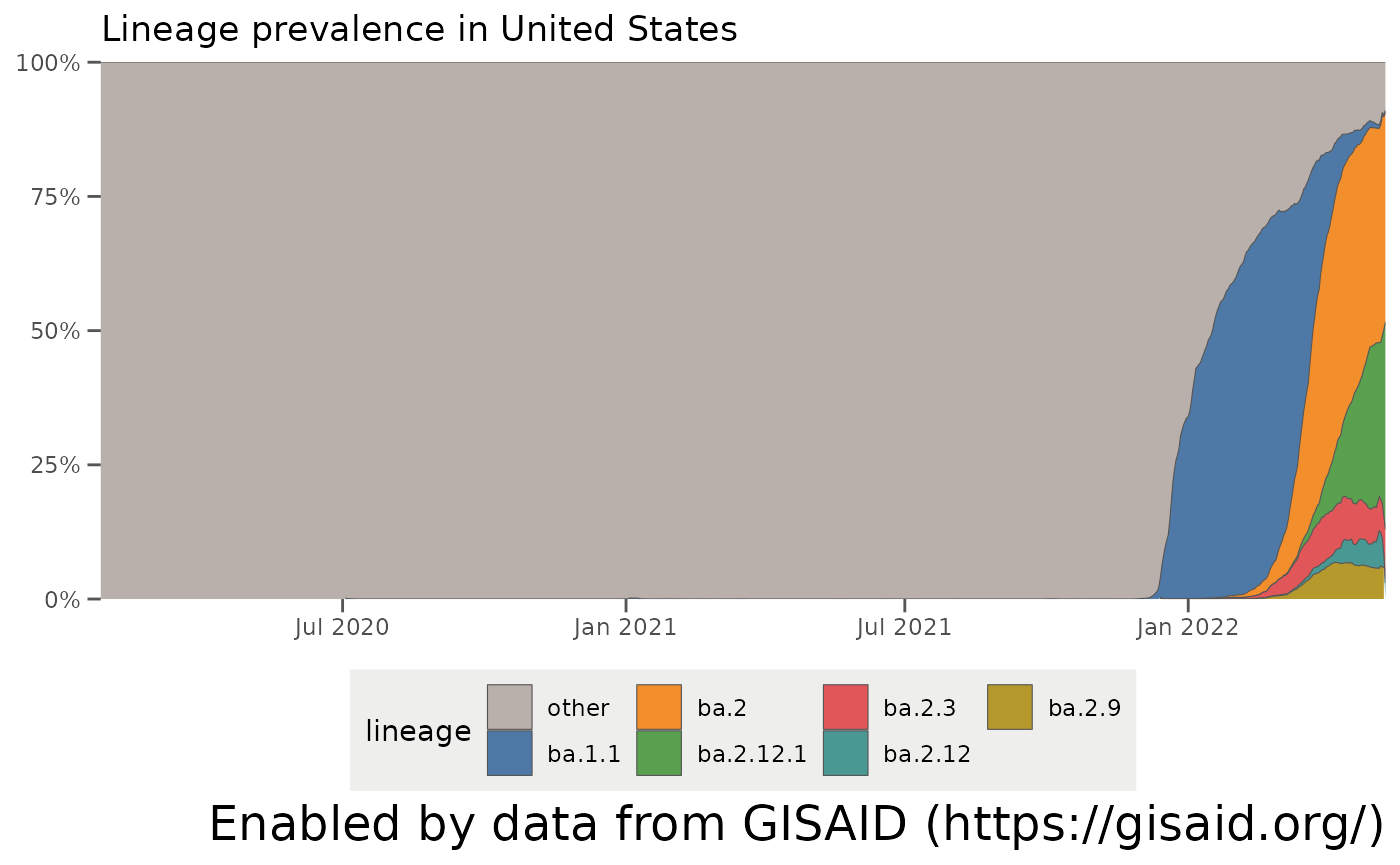 Lineage prevalence in United States
100%
75%
50%
25%
0%
Jul 2020 Jan 2021 Jul 2021 Jan 2022
lineage
other ba.2 ba.2.3 ba.2.9
ba.1.1 ba.2.12.1 ba.2.12
Enabled by data from GISAID (https://gisaid.org/)